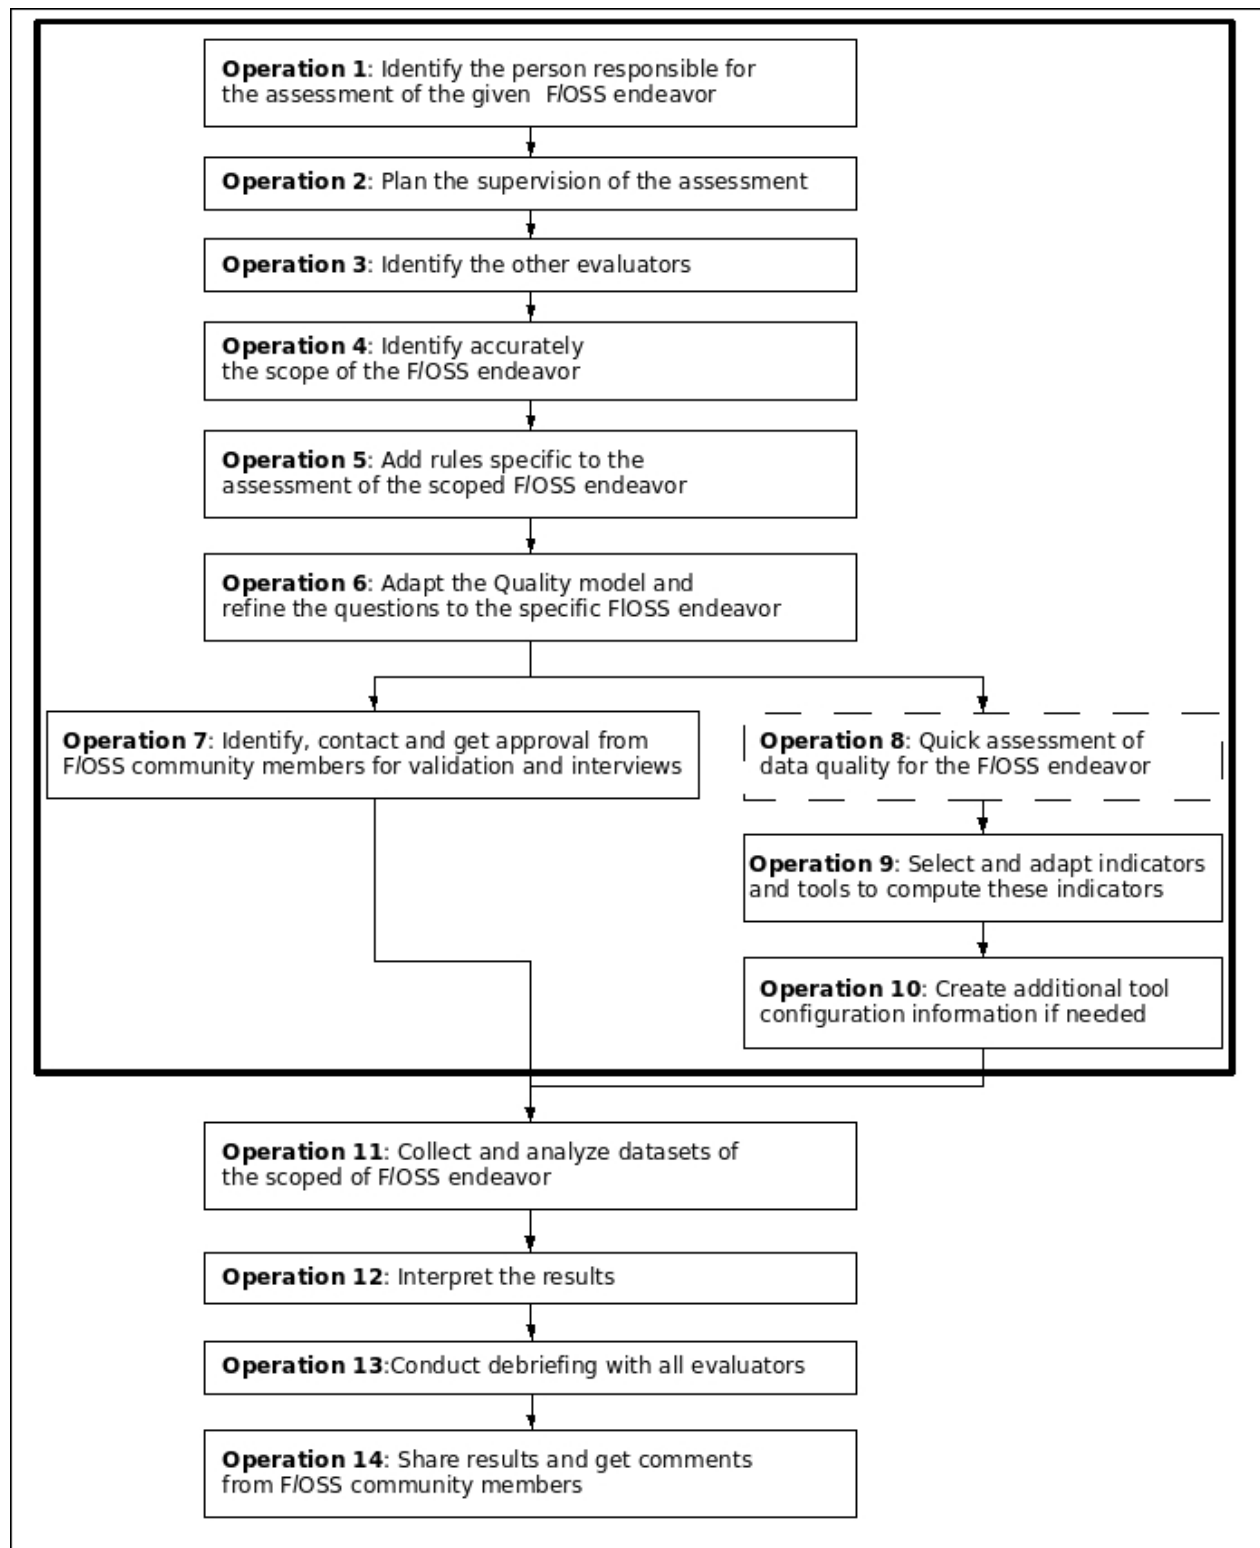 Operation 1: Identify the person responsible for
the assessment of the given F/OSS endeavor
Operation 2: Plan the supervision of the assessment
Operation 3: Identify the other evaluators
Operation 4: Identify accurately
the scope of the F/OSS endeavor
Operation 5: Add rules specific to the
assessment of the scoped F/OSS endeavor
Operation 6: Adapt the Quality model and
refine the questions to the specific FlOSS endeavor
Operation 7: Identify, contact and get approval from
F/OSS community members for validation and interviews
Operation 8: Quick assessment of
data quality for the F/OSS endeavor
Operation 9: Select and adapt indicators
and tools to compute these indicators
Operation 10: Create additional tool
configuration information if needed
Operation 11: Collect and analyze datasets of
the scoped of F/OSS endeavor
Operation 12: Interpret the results
Operation 13:Conduct debriefing with all evaluators
Operation 14: Share results and get comments
from F/OSS community members